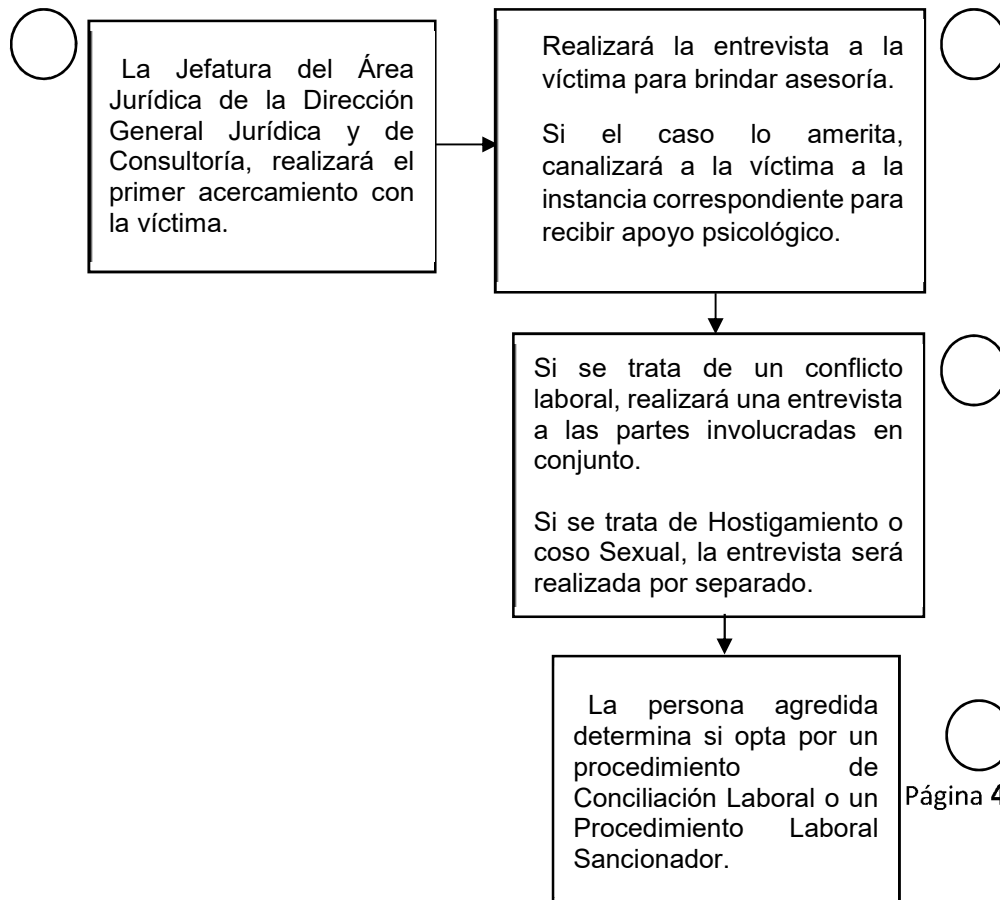 La Jefatura del Área
Jurídica de la Dirección
General Jurídica y de
Consultoría, realizará el
primer acercamiento con
la víctima.
Realizará la entrevista a la
víctima para brindar asesoría.
Si el caso lo amerita,
canalizará a la víctima a la
instancia correspondiente para
recibir apoyo psicológico.
Si se trata de un conflicto
laboral, realizará una entrevista
a las partes involucradas en
conjunto.
Si se trata de Hostigamiento o
coso Sexual, la entrevista será
realizada por separado.
La persona agredida
determina si opta por un
procedimiento de
Conciliación Laboral o un
Procedimiento Laboral
Sancionador.
Página 4